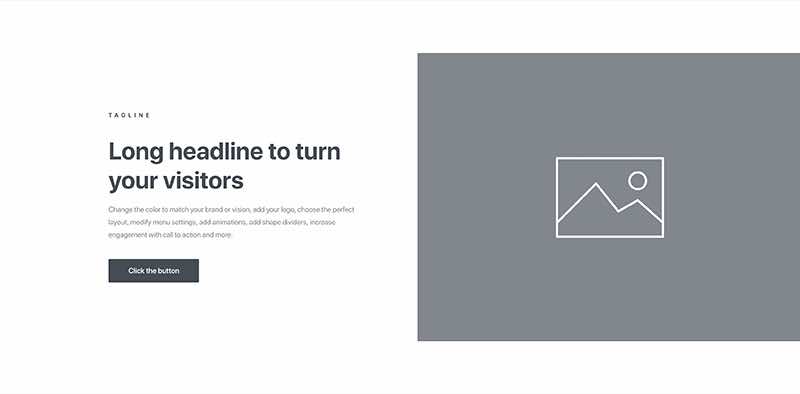 TAGLINE
Long headline to turn
your visitors
Change the color to match your brand or vision, add your logo, choose the perfect
layout, modify menu settings, add animations, add shape dividers, increase
engagement with call to action and more.
Click the button